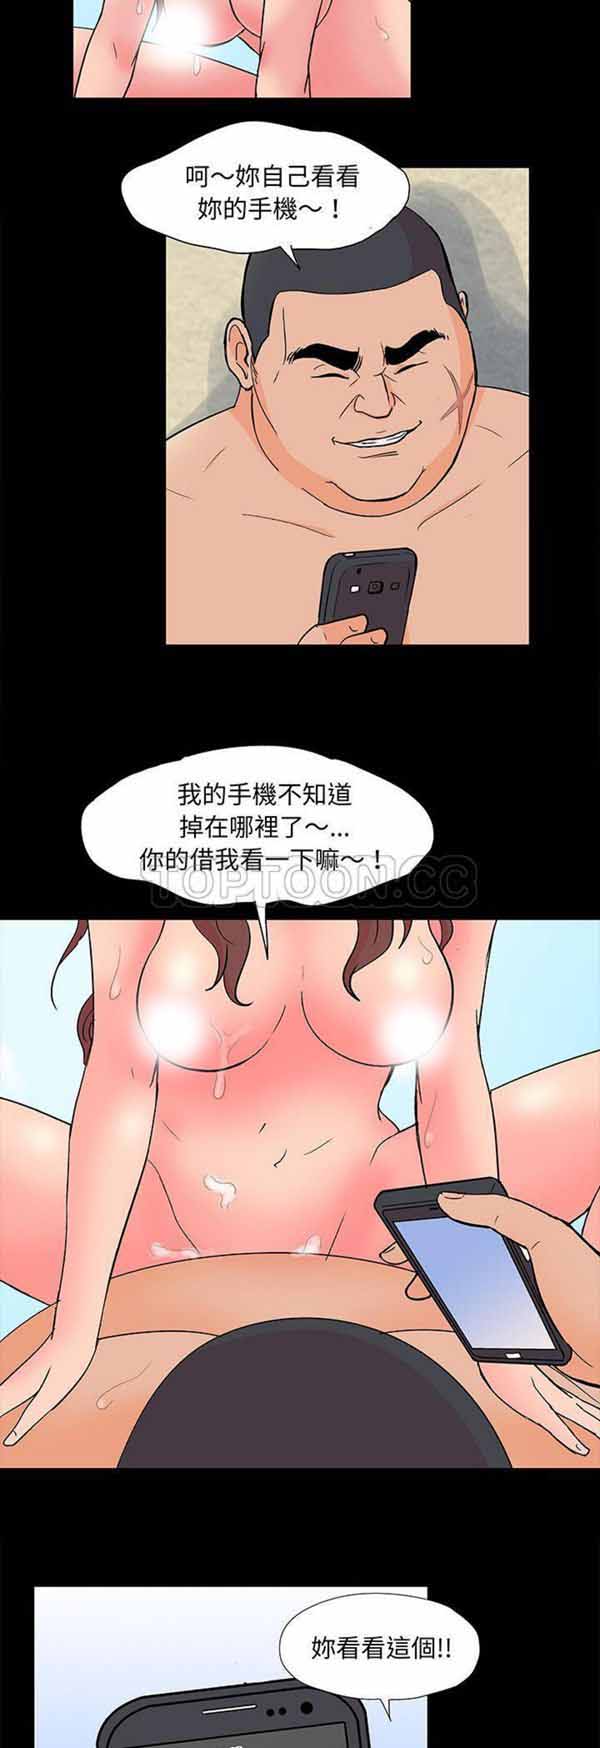 呵～妳自己看看
妳的手機～！
我的手機不知道
掉在哪裡了～...
你的借我看一下嘛～！
TOPTOON.CC
妳看看這個!!